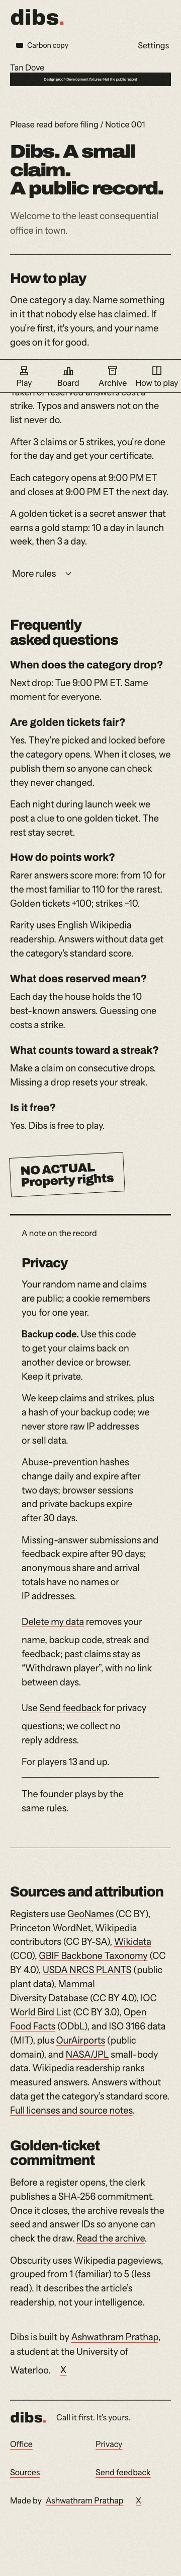 dibs.
Carbon copy
Settings
Tan Dove
Design proof · Development fixtures · Not the public record
Please read before filing / Notice 001
Dibs. A small
claim.
A public record.
Welcome to the least consequential
office in town.
How to play
One category a day. Name something
in it that nobody else has claimed. If
you're first, it's yours, and your name
goes on it for good.
Play
Board
Archive
How to play
strike. Typos and answers not on the
list never do.
After 3 claims or 5 strikes, you're done
for the day and get your certificate.
Each category opens at 9:00 PM ET
and closes at 9:00 PM ET the next day.
A golden ticket is a secret answer that
earns a gold stamp: 10 a day in launch
week, then 3 a day.
More rules
Frequently
asked questions
When does the category drop?
Next drop: Tue 9:00 PM ET. Same
moment for everyone.
Are golden tickets fair?
Yes. They're picked and locked before
the category opens. When it closes, we
publish them so anyone can check
they never changed.
Each night during launch week we
post a clue to one golden ticket. The
rest stay secret.
How do points work?
Rarer answers score more: from 10 for
the most familiar to 110 for the rarest.
Golden tickets +100; strikes −10.
Rarity uses English Wikipedia
readership. Answers without data get
the category's standard score.
What does reserved mean?
Each day the house holds the 10
best-known answers. Guessing one
costs a strike.
What counts toward a streak?
Make a claim on consecutive drops.
Missing a drop resets your streak.
Is it free?
Yes. Dibs is free to play.
NO ACTUAL
Property rights
A note on the record
Privacy
Your random name and claims
are public; a cookie remembers
you for one year.
Backup code. Use this code
to get your claims back on
another device or browser.
Keep it private.
We keep claims and strikes, plus
a hash of your backup code; we
never store raw IP addresses
or sell data.
Abuse-prevention hashes
change daily and expire after
two days; browser sessions
and private backups expire
after 30 days.
Missing-answer submissions and
feedback expire after 90 days;
anonymous share and arrival
totals have no names or
IP addresses.
Delete my data removes your
name, backup code, streak and
feedback; past claims stay as
“Withdrawn player”, with no link
between days.
Use Send feedback for privacy
questions; we collect no
reply address.
For players 13 and up.
The founder plays by the
same rules.
Sources and attribution
Registers use GeoNames (CC BY),
Princeton WordNet, Wikipedia
contributors (CC BY-SA), Wikidata
(CC0), GBIF Backbone Taxonomy (CC
BY 4.0), USDA NRCS PLANTS (public
plant data), Mammal
Diversity Database (CC BY 4.0), IOC
World Bird List (CC BY 3.0), Open
Food Facts (ODbL), and ISO 3166 data
(MIT), plus OurAirports (public
domain), and NASA/JPL small-body
data. Wikipedia readership ranks
measured answers. Answers without
data get the category's standard score.
Full licenses and source notes.
Golden-ticket
commitment
Before a register opens, the clerk
publishes a SHA-256 commitment.
Once it closes, the archive reveals the
seed and answer IDs so anyone can
check the draw. Read the archive.
Obscurity uses Wikipedia pageviews,
grouped from 1 (familiar) to 5 (less
read). It describes the article's
readership, not your intelligence.
Dibs is built by Ashwathram Prathap,
a student at the University of
Waterloo. X
dibs. Call it first. It's yours.
Office
Privacy
Sources
Send feedback
Made by Ashwathram Prathap X